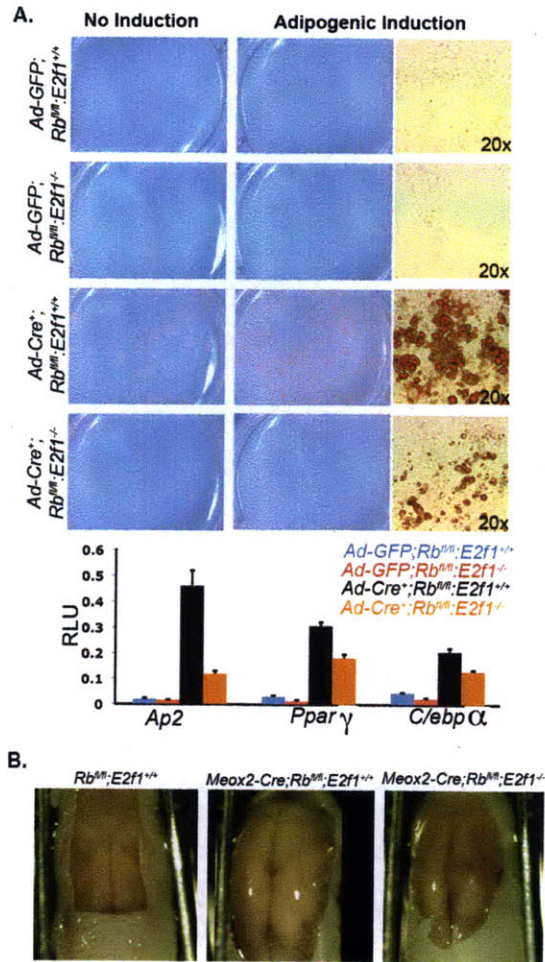 A.
No Induction Adipogenic Induction
Ad-GFP;
Rbfl/fl:E2f1+/+
20x
Ad-GFP;
Rbfl/fl:E2f1-/-
20x
Ad-Cre+;
Rbfl/fl:E2f1+/+
20x
Ad-Cre+;
Rbfl/fl:E2f1-/-
20x
0.6
0.5
0.4
0.3
0.2
0.1
0
RLU
Ad-GFP;Rbfl/fl:E2f1+/+
Ad-GFP;Rbfl/fl:E2f1-/-
Ad-Cre+;Rbfl/fl:E2f1+/+
Ad-Cre+;Rbfl/fl:E2f1-/-
Ap2 Ppar γ C/ebp α
B.
Rbfl/fl;E2f1+/+ Meox2-Cre;Rbfl/fl;E2f1+/+ Meox2-Cre;Rbfl/fl;E2f1-/-